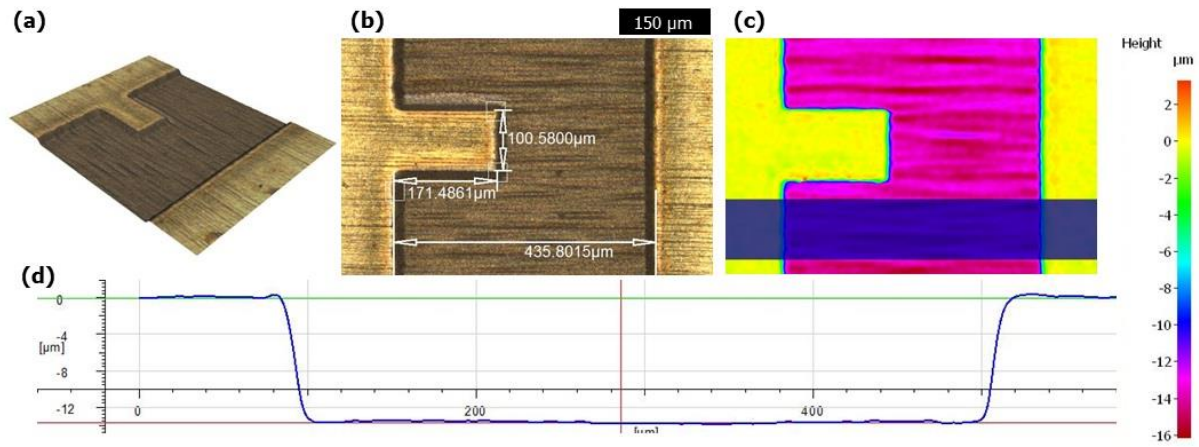 (a)
(b)
150 µm
(c)
Height
µm
100.5800µm
171.4861µm
435.8015µm
2
0
-2
-4
-6
-8
-10
-12
-14
-16
(d)
0
-4
[µm]
-8
-12
0
200
400
[µm]